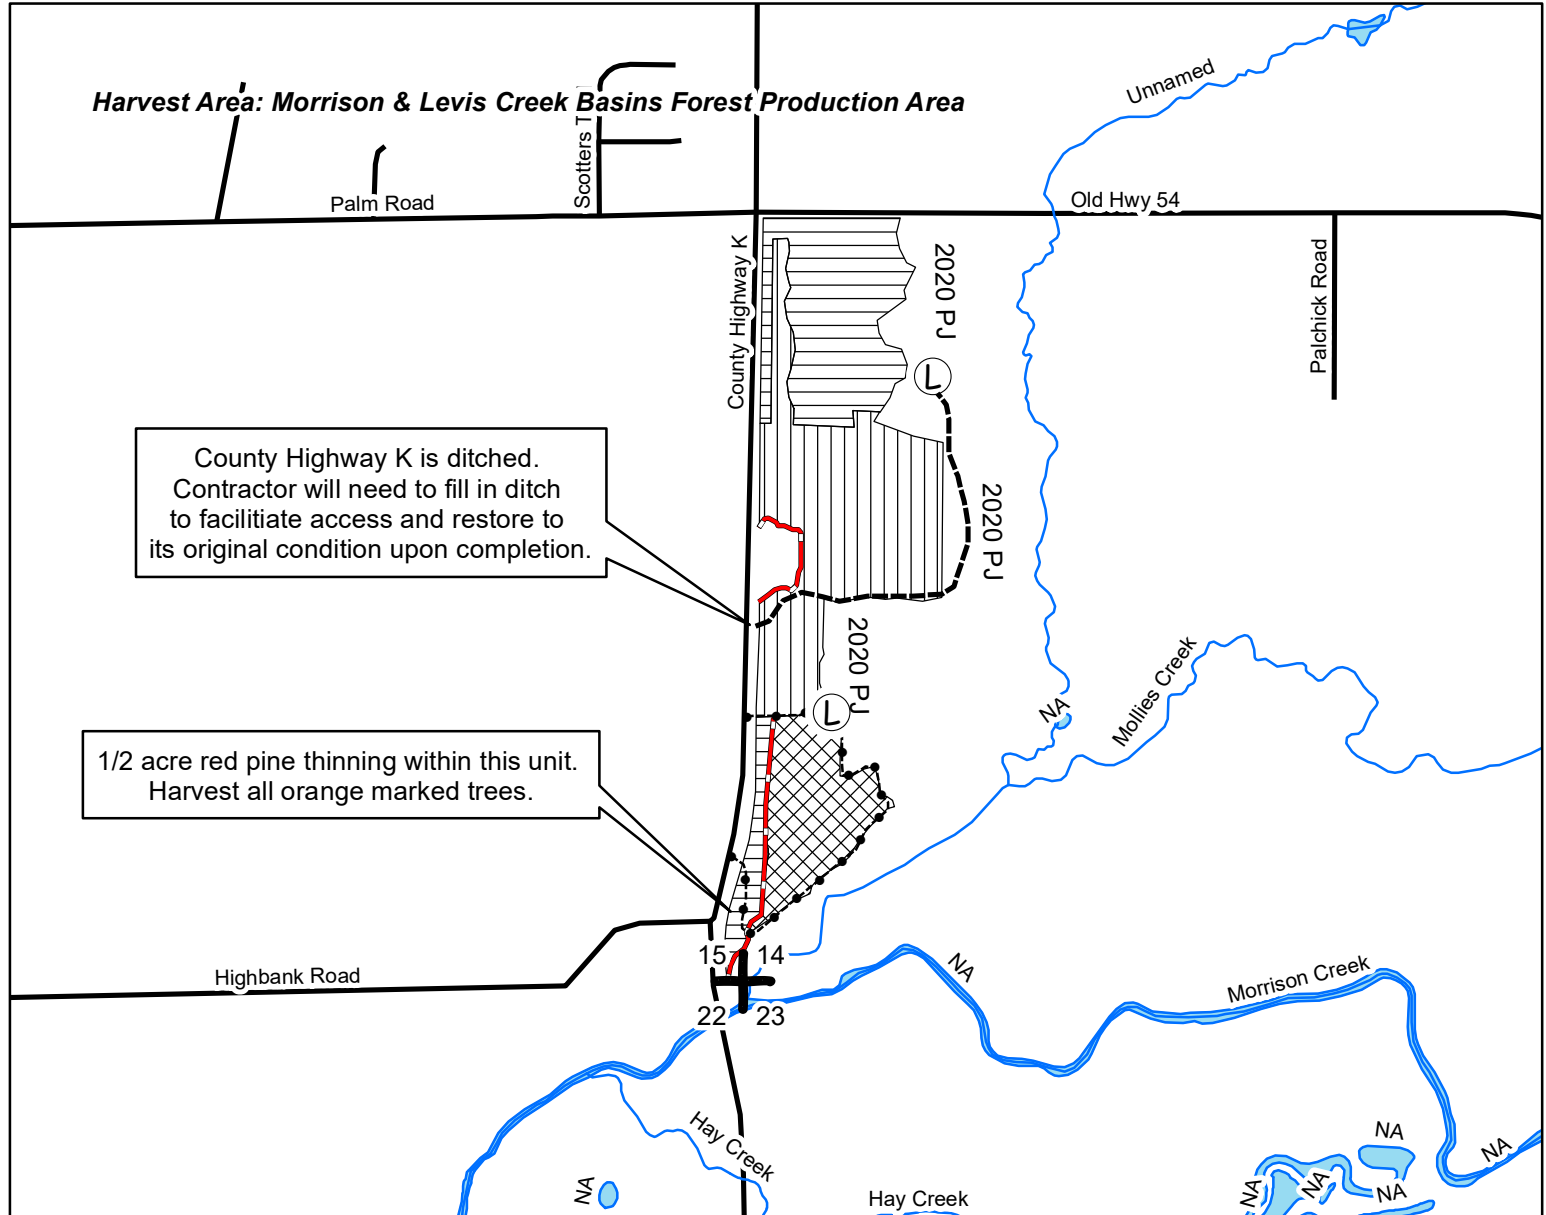 Unnamed
Harvest Area: Morrison & Levis Creek Basins Forest Production Area
Scotters T
Palm Road
Old Hwy 54
County Highway K
2020 PJ
Palchick Road
L
County Highway K is ditched.
Contractor will need to fill in ditch
to facilitiate access and restore to
its original condition upon completion.
2020 PJ
2020 PJ
L
NA
Mollies Creek
1/2 acre red pine thinning within this unit.
Harvest all orange marked trees.
15 14
22 23
Highbank Road
NA
Morrison Creek
Hay Creek
NA
Hay Creek
NA
NA
NA
NA
NA